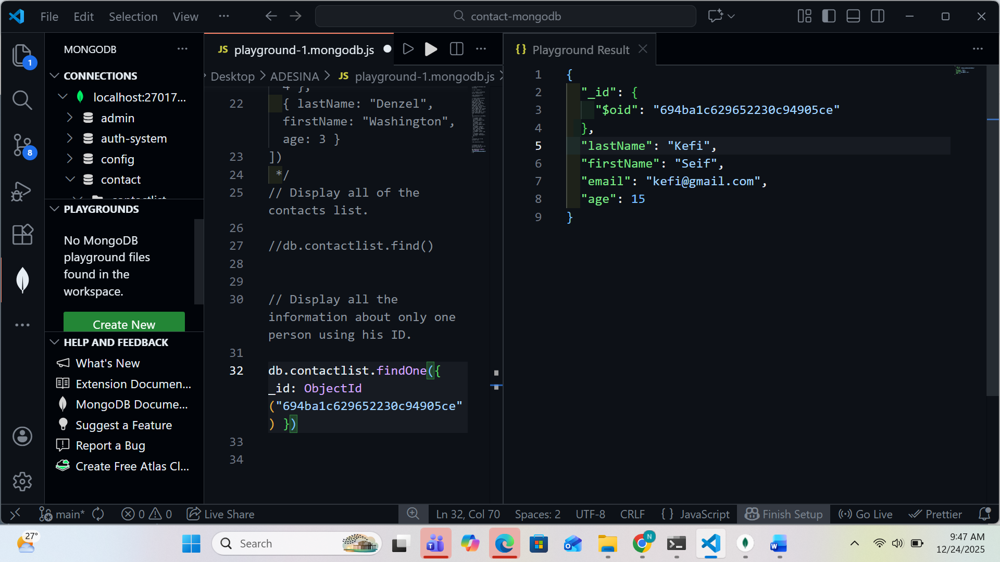 File Edit Selection View ··· contact-mongodb
MONGODB
CONNECTIONS
localhost:27017...
admin
auth-system
config
contact
contactlist
PLAYGROUNDS
No MongoDB
playground files
found in the
workspace.
Create New
HELP AND FEEDBACK
What's New
Extension Documen...
MongoDB Docume...
Suggest a Feature
Report a Bug
Create Free Atlas Cl...
1
8
JS playground-1.mongodb.js
Desktop > ADESINA > JS playground-1.mongodb.js
4 },
22 { lastName: "Denzel",
firstName: "Washington",
age: 3 }
23 ])
24 */
25 // Display all of the
contacts list.
26
27 //db.contactlist.find()
28
29
30 // Display all the
information about only one
person using his ID.
31
32 db.contactlist.findOne({
_id: ObjectId
("694ba1c629652230c94905ce"
) })
33
34
{} Playground Result
1 {
2 "_id": {
3 "$oid": "694ba1c629652230c94905ce"
4 },
5 "lastName": "Kefi",
6 "firstName": "Seif",
7 "email": "kefi@gmail.com",
8 "age": 15
9 }
main* 0 0 Live Share Ln 32, Col 70 Spaces: 2 UTF-8 CRLF {} JavaScript Finish Setup Go Live Prettier
27° Search N 9:47 AM
12/24/2025